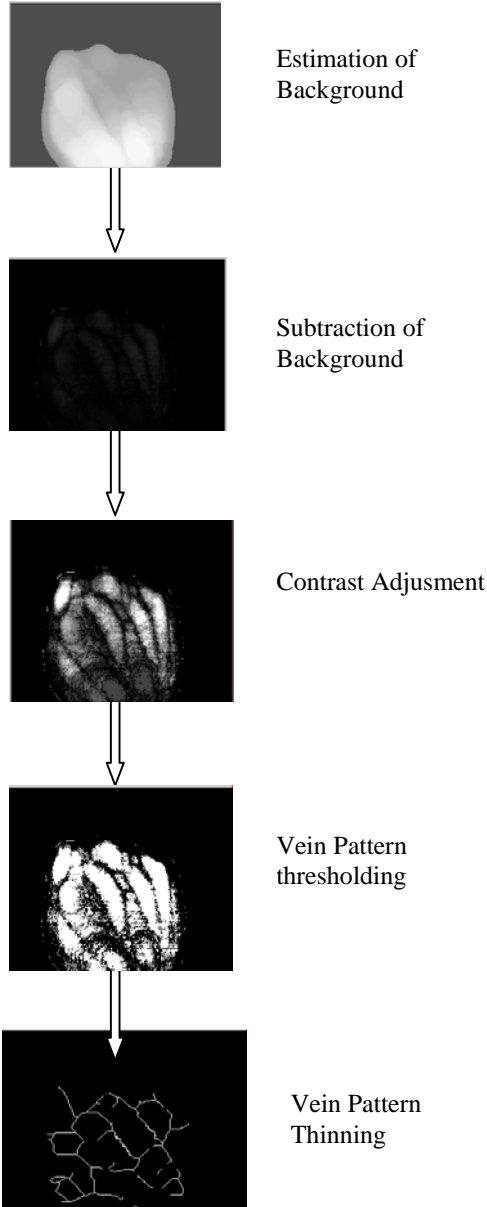 Estimation of
Background
Subtraction of
Background
Contrast Adjusment
Vein Pattern
thresholding
Vein Pattern
Thinning